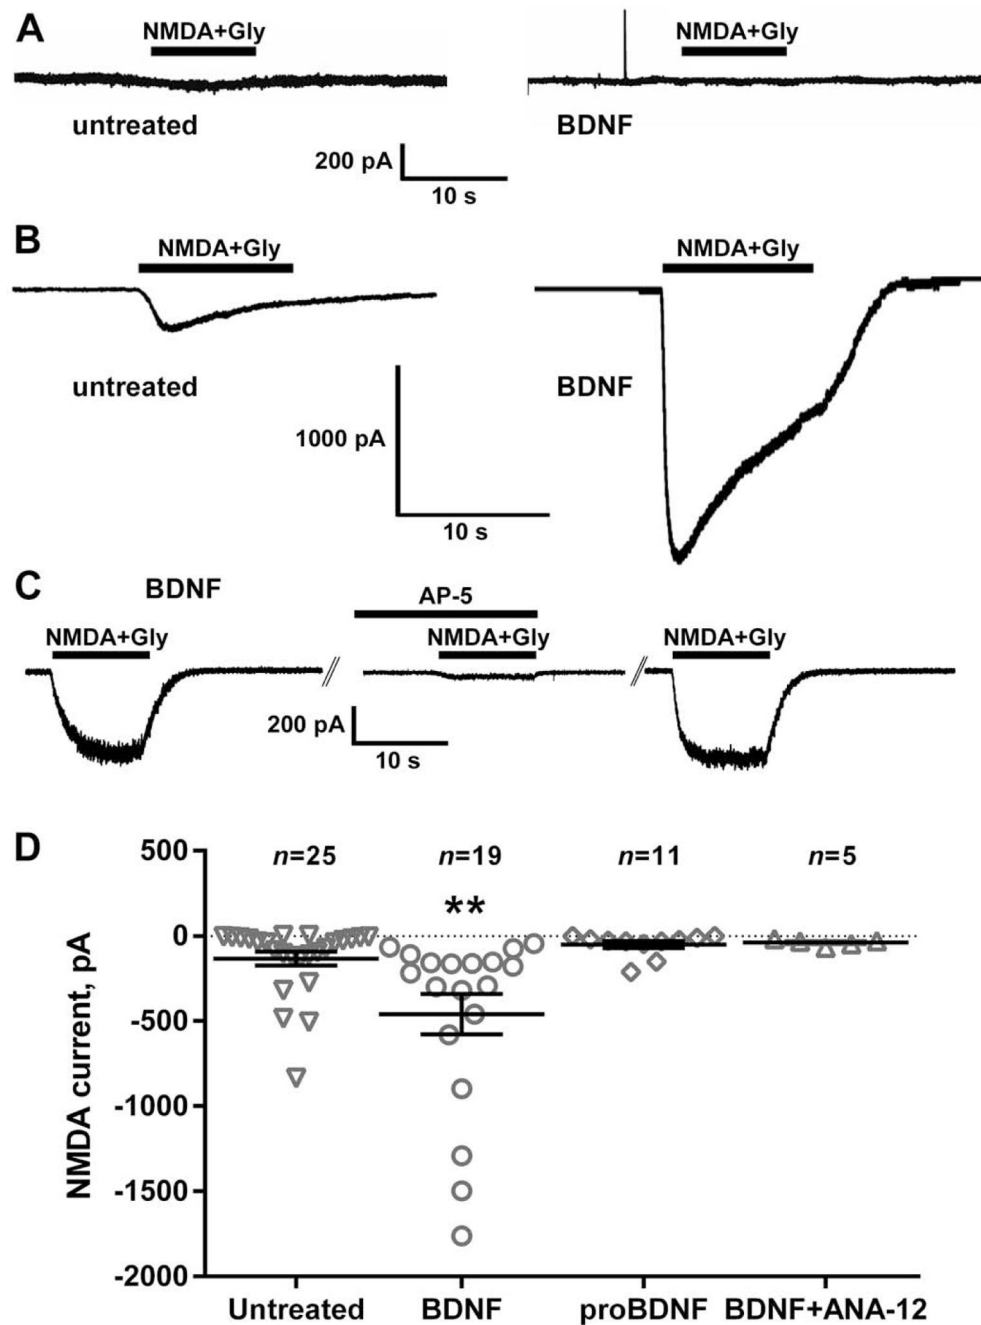 A
NMDA+Gly
NMDA+Gly
untreated
BDNF
200 pA
10 s
B
NMDA+Gly
NMDA+Gly
untreated
BDNF
1000 pA
10 s
C
BDNF
AP-5
NMDA+Gly
NMDA+Gly
NMDA+Gly
200 pA
10 s
D
500
0
-500
-1000
-1500
-2000
NMDA current, pA
n=25
n=19
n=11
n=5
**
Untreated
BDNF
proBDNF
BDNF+ANA-12